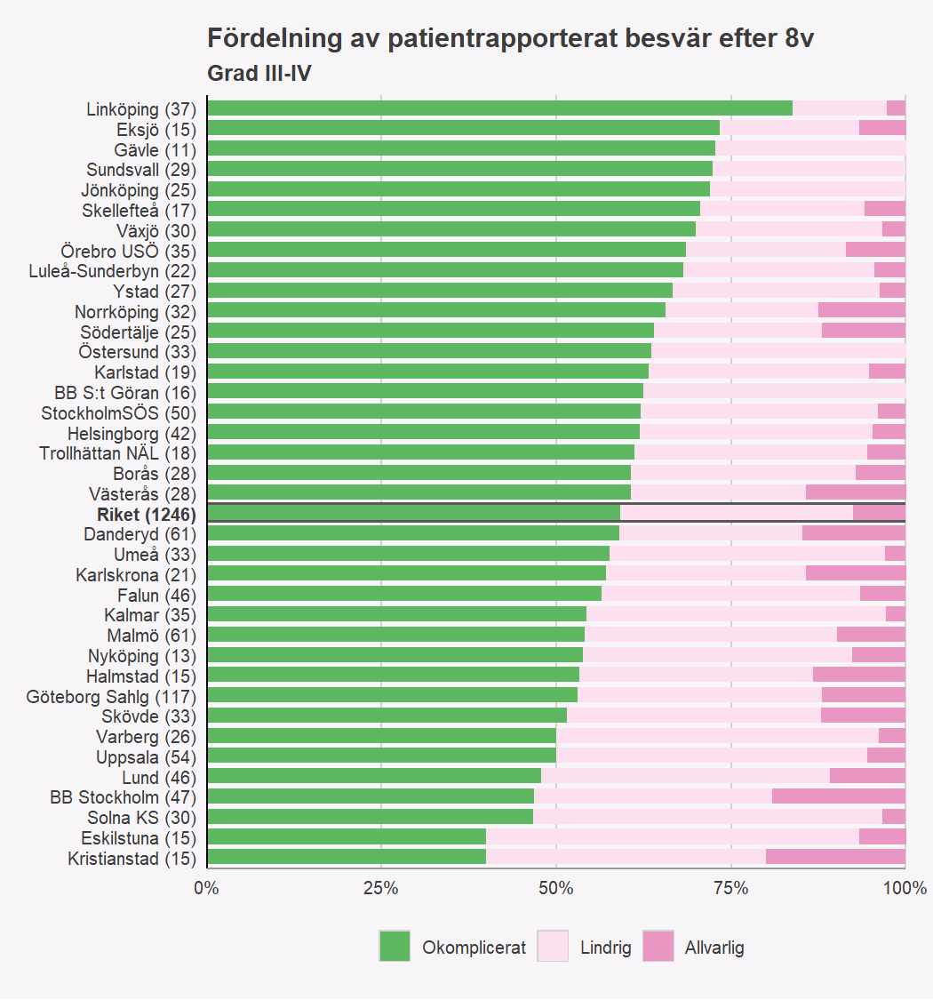 Fördelning av patientrapporterat besvär efter 8v
Grad III-IV
Linköping (37)
Eksjö (15)
Gävle (11)
Sundsvall (29)
Jönköping (25)
Skellefteå (17)
Växjö (30)
Örebro USÖ (35)
Luleå-Sunderbyn (22)
Ystad (27)
Norrköping (32)
Södertälje (25)
Östersund (33)
Karlstad (19)
BB S:t Göran (16)
StockholmSÖS (50)
Helsingborg (42)
Trollhättan NÄL (18)
Borås (28)
Västerås (28)
Riket (1246)
Danderyd (61)
Umeå (33)
Karlskrona (21)
Falun (46)
Kalmar (35)
Malmö (61)
Nyköping (13)
Halmstad (15)
Göteborg Sahlg (117)
Skövde (33)
Varberg (26)
Uppsala (54)
Lund (46)
BB Stockholm (47)
Solna KS (30)
Eskilstuna (15)
Kristianstad (15)
0% 25% 50% 75% 100%
Okomplicerat Lindrig Allvarlig